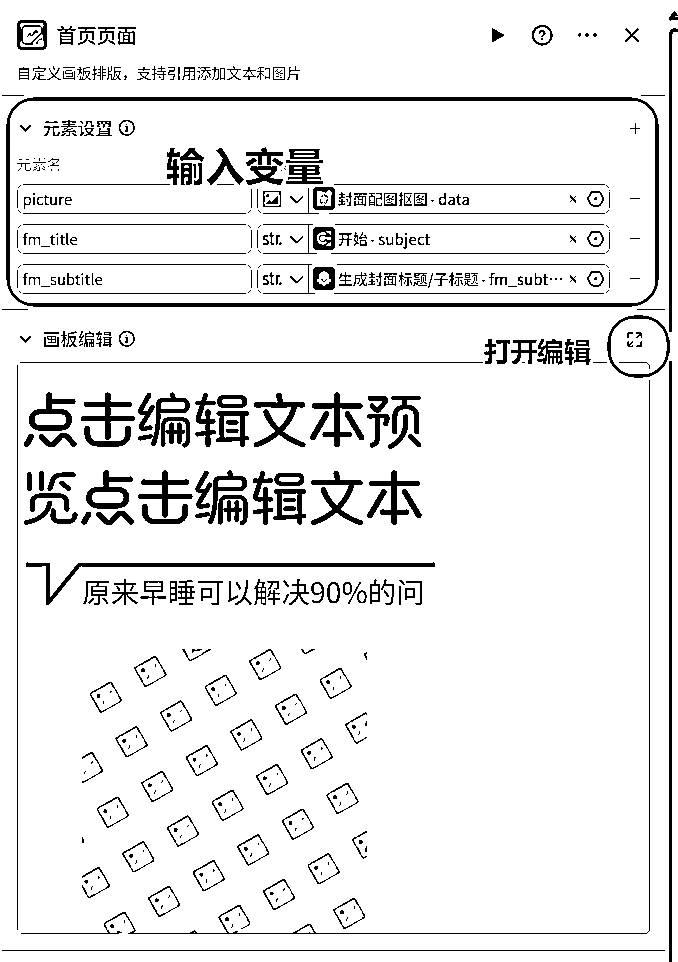 首页页面
自定义画板排版，支持引用添加文本和图片
元素设置
元素名
输入变量
picture
封面配图抠图 · data
fm_title
str.
开始 · subject
fm_subtitle
str.
生成封面标题/子标题 · fm_subt···
画板编辑
打开编辑
点击编辑文本预
览点击编辑文本
原来早睡可以解决90%的问